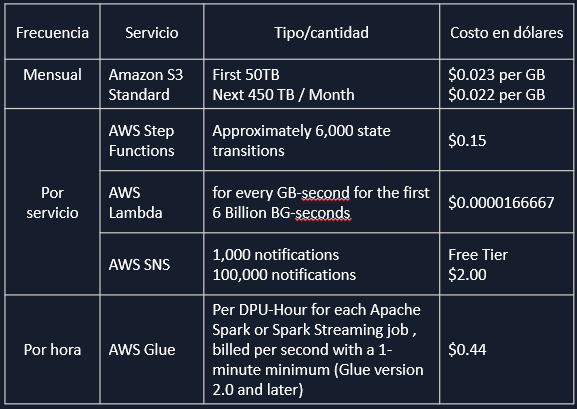 Frecuencia
Servicio
Tipo/cantidad
Costo en dólares
Mensual
Amazon S3
Standard
First 50TB
Next 450 TB / Month
$0.023 per GB
$0.022 per GB
Por
servicio
AWS Step
Functions
Approximately 6,000 state
transitions
$0.15
AWS
Lambda
for every GB-second for the first
6 Billion BG-seconds
$0.0000166667
AWS SNS
1,000 notifications
100,000 notifications
Free Tier
$2.00
Por hora
AWS Glue
Per DPU-Hour for each Apache
Spark or Spark Streaming job ,
billed per second with a 1-
minute minimum (Glue version
2.0 and later)
$0.44